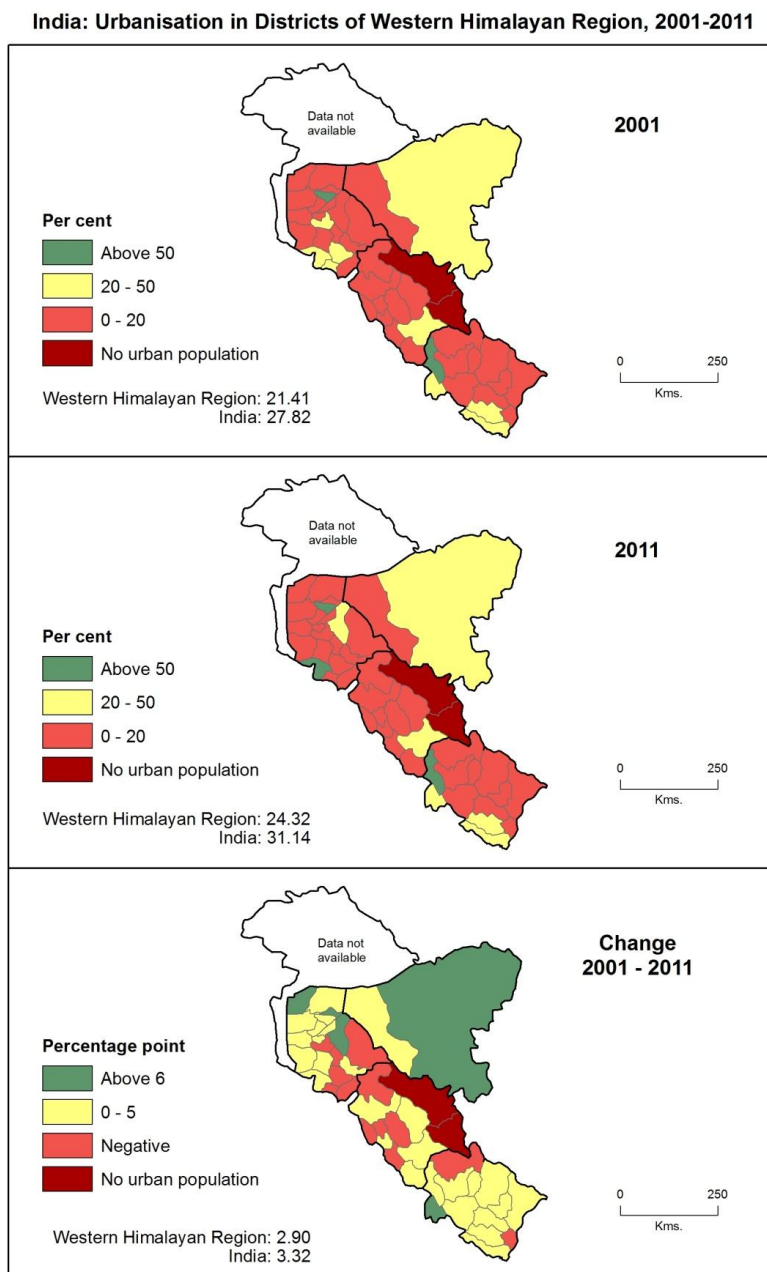 India: Urbanisation in Districts of Western Himalayan Region, 2001-2011
Data not
available
2001
Per cent
Above 50
20 - 50
0 - 20
No urban population
0 250
Kms.
Western Himalayan Region: 21.41
India: 27.82
Data not
available
2011
Per cent
Above 50
20 - 50
0 - 20
No urban population
0 250
Kms.
Western Himalayan Region: 24.32
India: 31.14
Data not
available
Change
2001 - 2011
Percentage point
Above 6
0 - 5
Negative
No urban population
0 250
Kms.
Western Himalayan Region: 2.90
India: 3.32